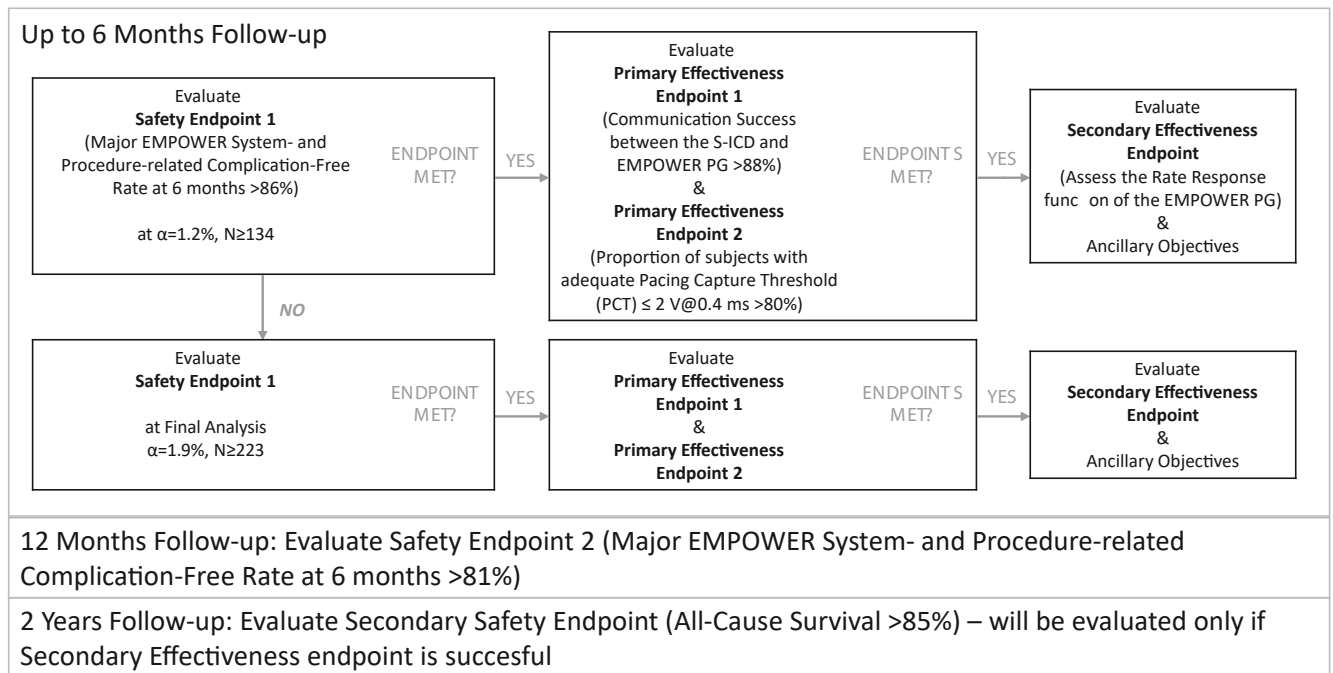 Up to 6 Months Follow-up
Evaluate
Safety Endpoint 1
(Major EMPOWER System- and
Procedure-related Complication-Free
Rate at 6 months >86%)
at α=1.2%, N≥134
ENDPOINT
MET?
YES
Evaluate
Primary Effectiveness
Endpoint 1
(Communication Success
between the S-ICD and
EMPOWER PG >88%)
&
Primary Effectiveness
Endpoint 2
(Proportion of subjects with
adequate Pacing Capture Threshold
(PCT) ≤ 2 V@0.4 ms >80%)
ENDPOINT S
MET?
YES
Evaluate
Secondary Effectiveness
Endpoint
(Assess the Rate Response
func on of the EMPOWER PG)
&
Ancillary Objectives
NO
Evaluate
Safety Endpoint 1
at Final Analysis
α=1.9%, N≥223
ENDPOINT
MET?
YES
Evaluate
Primary Effectiveness
Endpoint 1
&
Primary Effectiveness
Endpoint 2
ENDPOINT S
MET?
YES
Evaluate
Secondary Effectiveness
Endpoint
&
Ancillary Objectives
12 Months Follow-up: Evaluate Safety Endpoint 2 (Major EMPOWER System- and Procedure-related
Complication-Free Rate at 6 months >81%)
2 Years Follow-up: Evaluate Secondary Safety Endpoint (All-Cause Survival >85%) – will be evaluated only if
Secondary Effectiveness endpoint is succesful